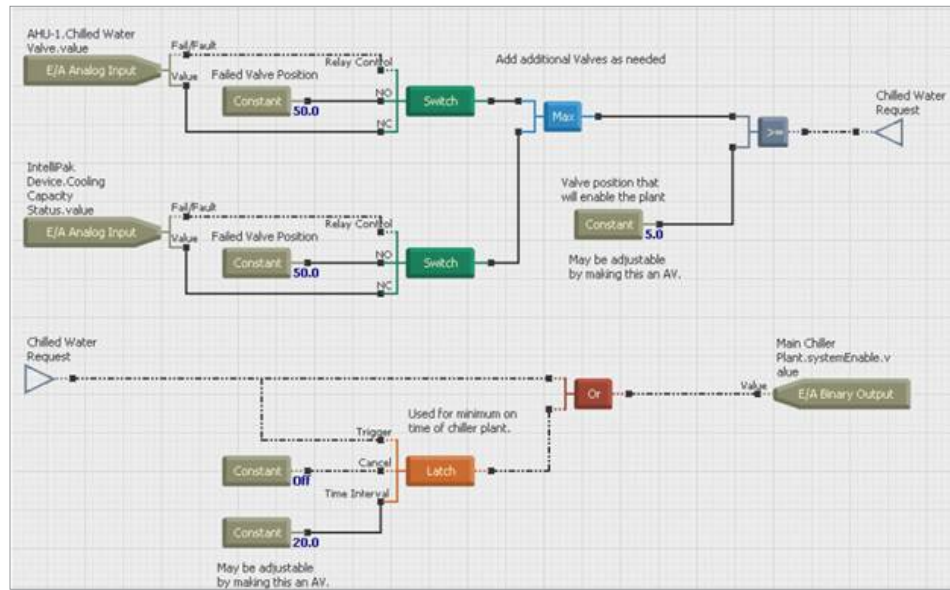 AHU-1.Chilled Water
Valve.value
Fail/Fault
E/A Analog Input
Value
Relay Control
Failed Valve Position
Constant
50.0
NO
NC
Switch
Add additional Valves as needed
Max
>=
Chilled Water
Request
IntelliPak
Device.Cooling
Capacity
Status.value
Fail/Fault
E/A Analog Input
Value
Relay Control
Failed Valve Position
Constant
50.0
NO
NC
Switch
Valve position that
will enable the plant
Constant
5.0
May be adjustable
by making this an AV.
Chilled Water
Request
Or
Main Chiller
Plant.systemEnable.v
alue
Value
E/A Binary Output
Used for minimum on
time of chiller plant.
Trigger
Constant
Off
Cancel
Latch
Time Interval
Constant
20.0
May be adjustable
by making this an AV.